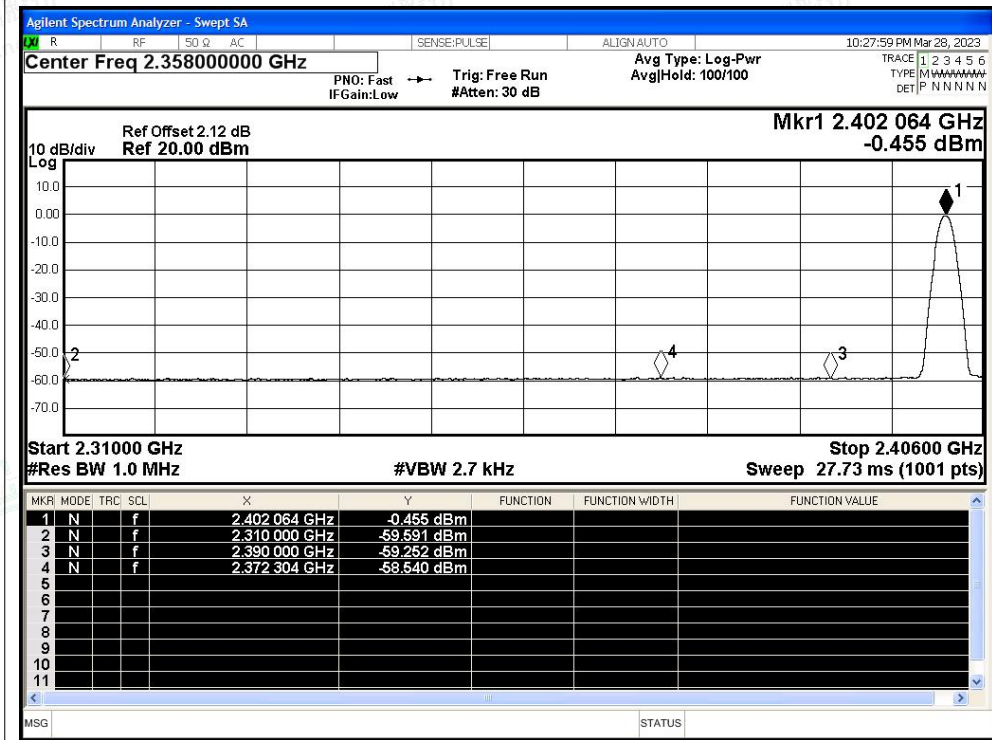 Agilent Spectrum Analyzer - Swept SA
LXI R RF 50 Ω AC SENSE:PULSE ALIGN AUTO 10:27:59 PM Mar 28, 2023
Center Freq 2.358000000 GHz
PNO: Fast
IFGain:Low
Trig: Free Run
#Atten: 30 dB
Avg Type: Log-Pwr
Avg|Hold: 100/100
TRACE 1 2 3 4 5 6
TYPE M W W W W W
DET P N N N N N
Mkr1 2.402 064 GHz
-0.455 dBm
Ref Offset 2.12 dB
10 dB/div Ref 20.00 dBm
Log
10.0
0.00
-10.0
-20.0
-30.0
-40.0
-50.0
-60.0
-70.0
1
2
4
3
Start 2.31000 GHz Stop 2.40600 GHz
#Res BW 1.0 MHz #VBW 2.7 kHz Sweep 27.73 ms (1001 pts)
MKR MODE TRC SCL X Y FUNCTION FUNCTION WIDTH FUNCTION VALUE
1 N f 2.402 064 GHz -0.455 dBm
2 N f 2.310 000 GHz -59.591 dBm
3 N f 2.390 000 GHz -59.252 dBm
4 N f 2.372 304 GHz -58.540 dBm
5
6
7
8
9
10
11
MSG STATUS